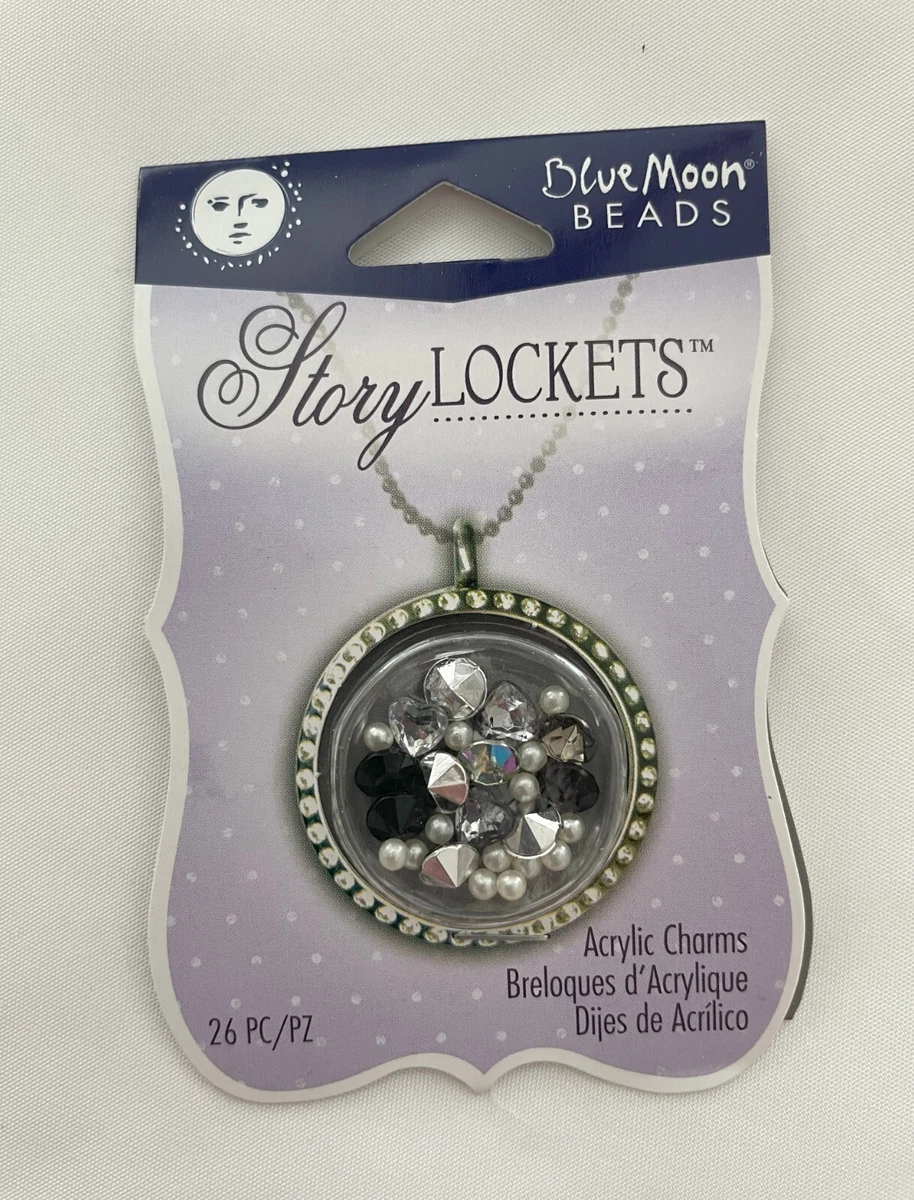 Blue Moon®
BEADS
Story LOCKETS™
Acrylic Charms
Breloques d'Acrylique
Dijes de Acrílico
26 PC/PZ